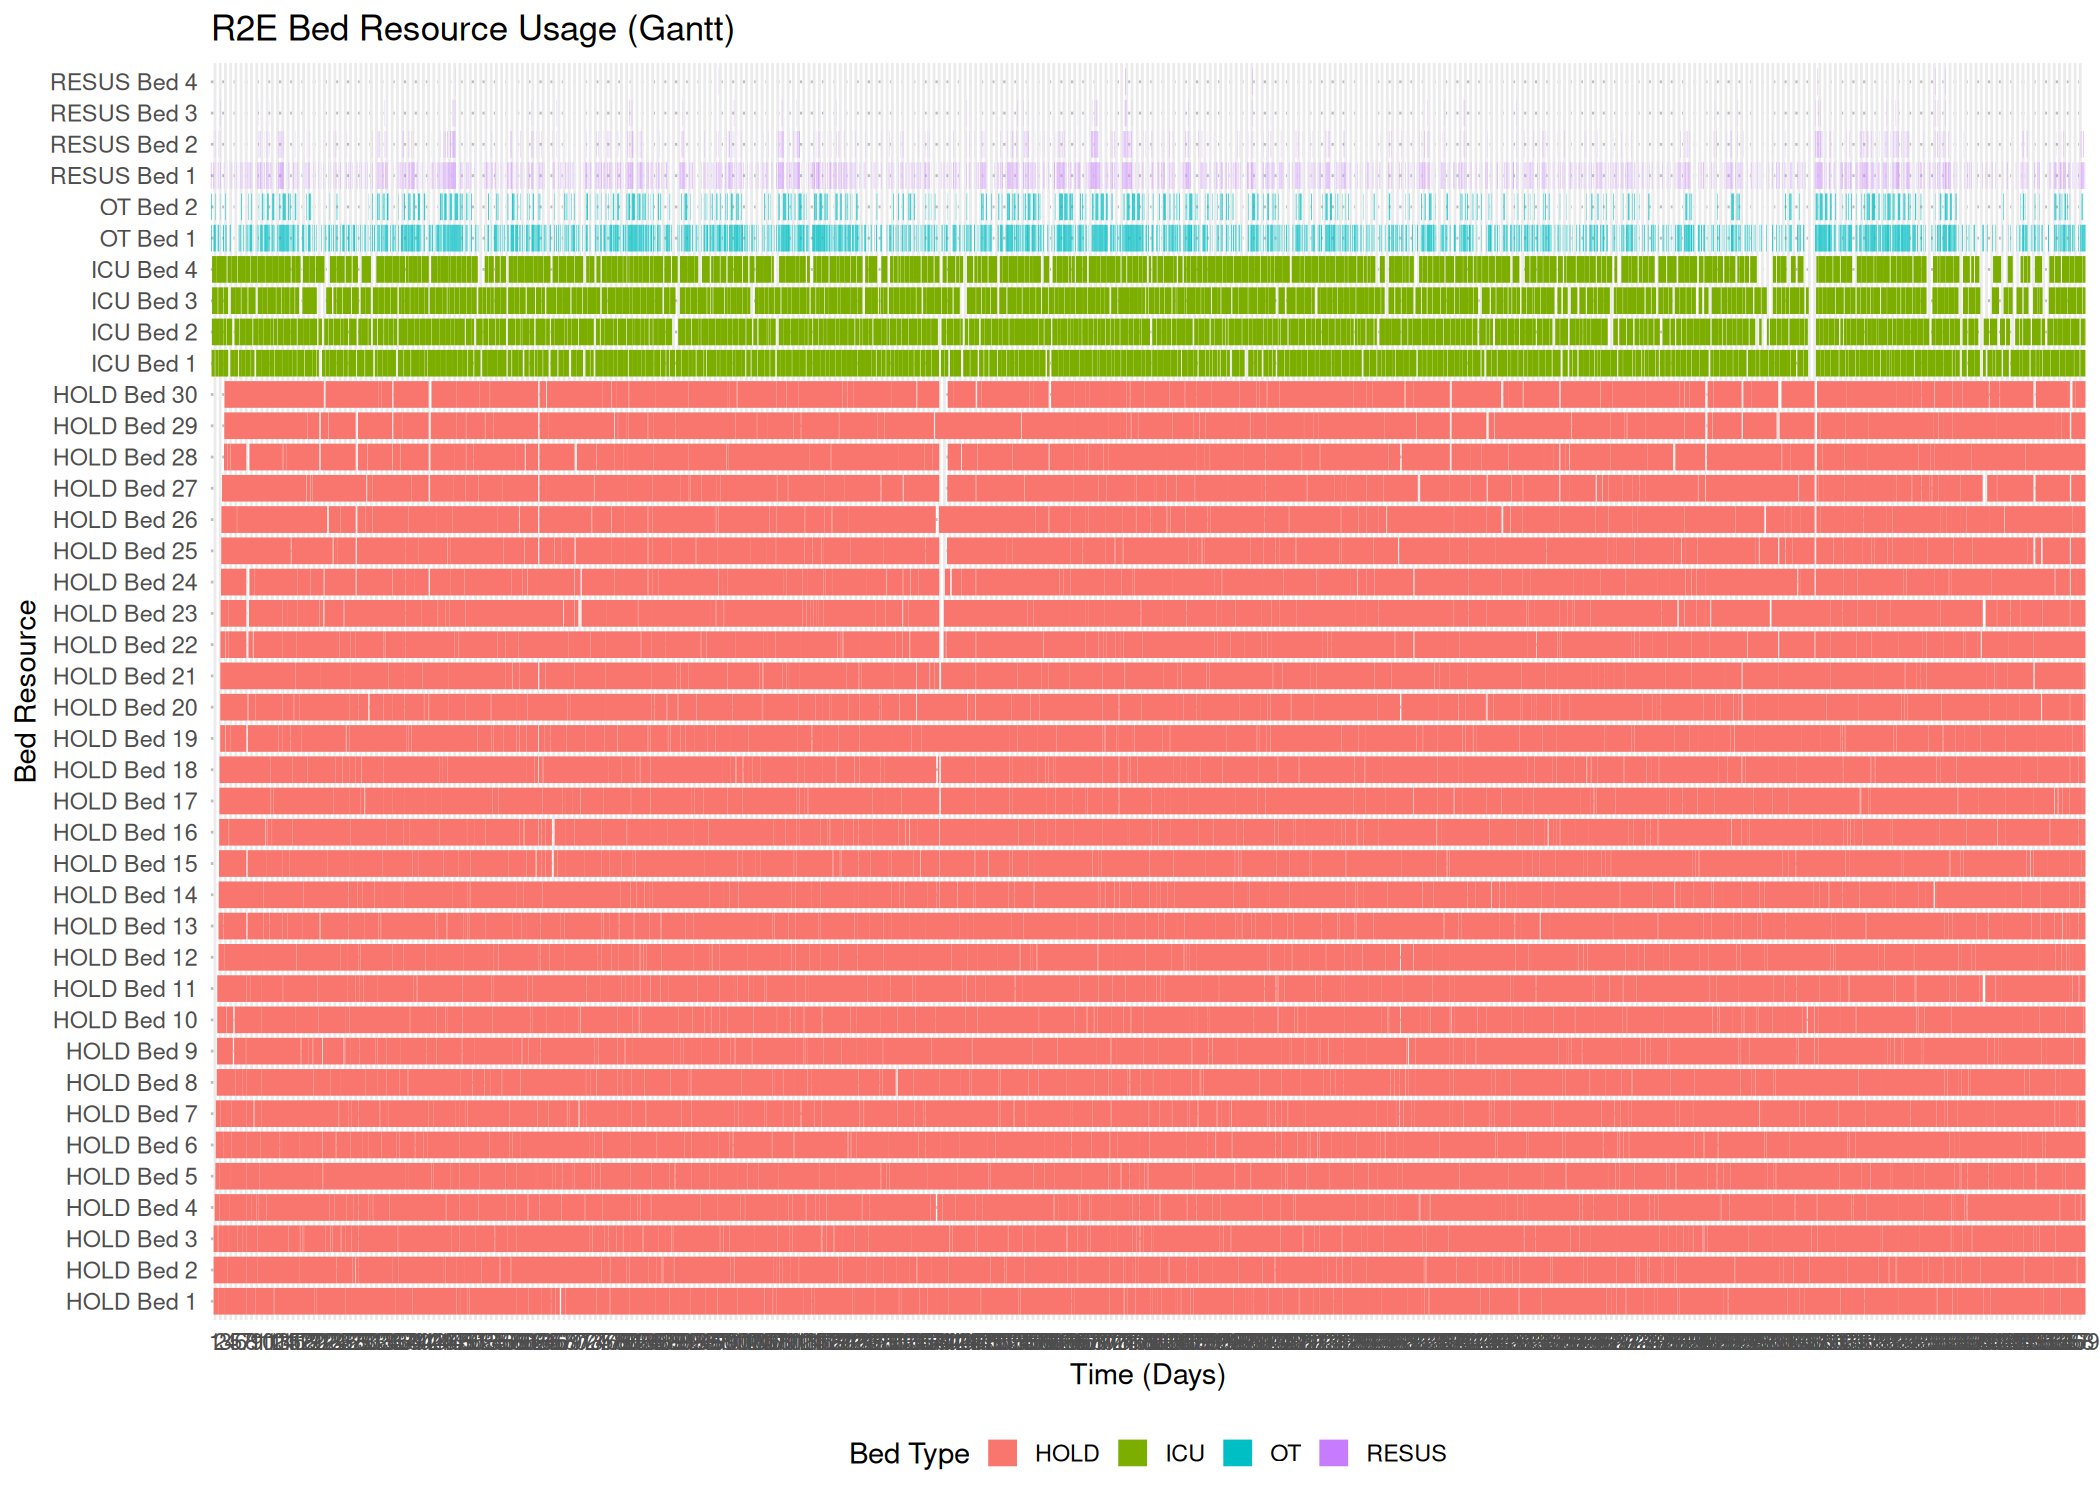 R2E Bed Resource Usage (Gantt)
RESUS Bed 4
RESUS Bed 3
RESUS Bed 2
RESUS Bed 1
OT Bed 2
OT Bed 1
ICU Bed 4
ICU Bed 3
ICU Bed 2
ICU Bed 1
HOLD Bed 30
HOLD Bed 29
HOLD Bed 28
HOLD Bed 27
HOLD Bed 26
HOLD Bed 25
HOLD Bed 24
HOLD Bed 23
HOLD Bed 22
HOLD Bed 21
HOLD Bed 20
HOLD Bed 19
HOLD Bed 18
HOLD Bed 17
HOLD Bed 16
HOLD Bed 15
HOLD Bed 14
HOLD Bed 13
HOLD Bed 12
HOLD Bed 11
HOLD Bed 10
HOLD Bed 9
HOLD Bed 8
HOLD Bed 7
HOLD Bed 6
HOLD Bed 5
HOLD Bed 4
HOLD Bed 3
HOLD Bed 2
HOLD Bed 1
Bed Resource
Time (Days)
Bed Type HOLD ICU OT RESUS